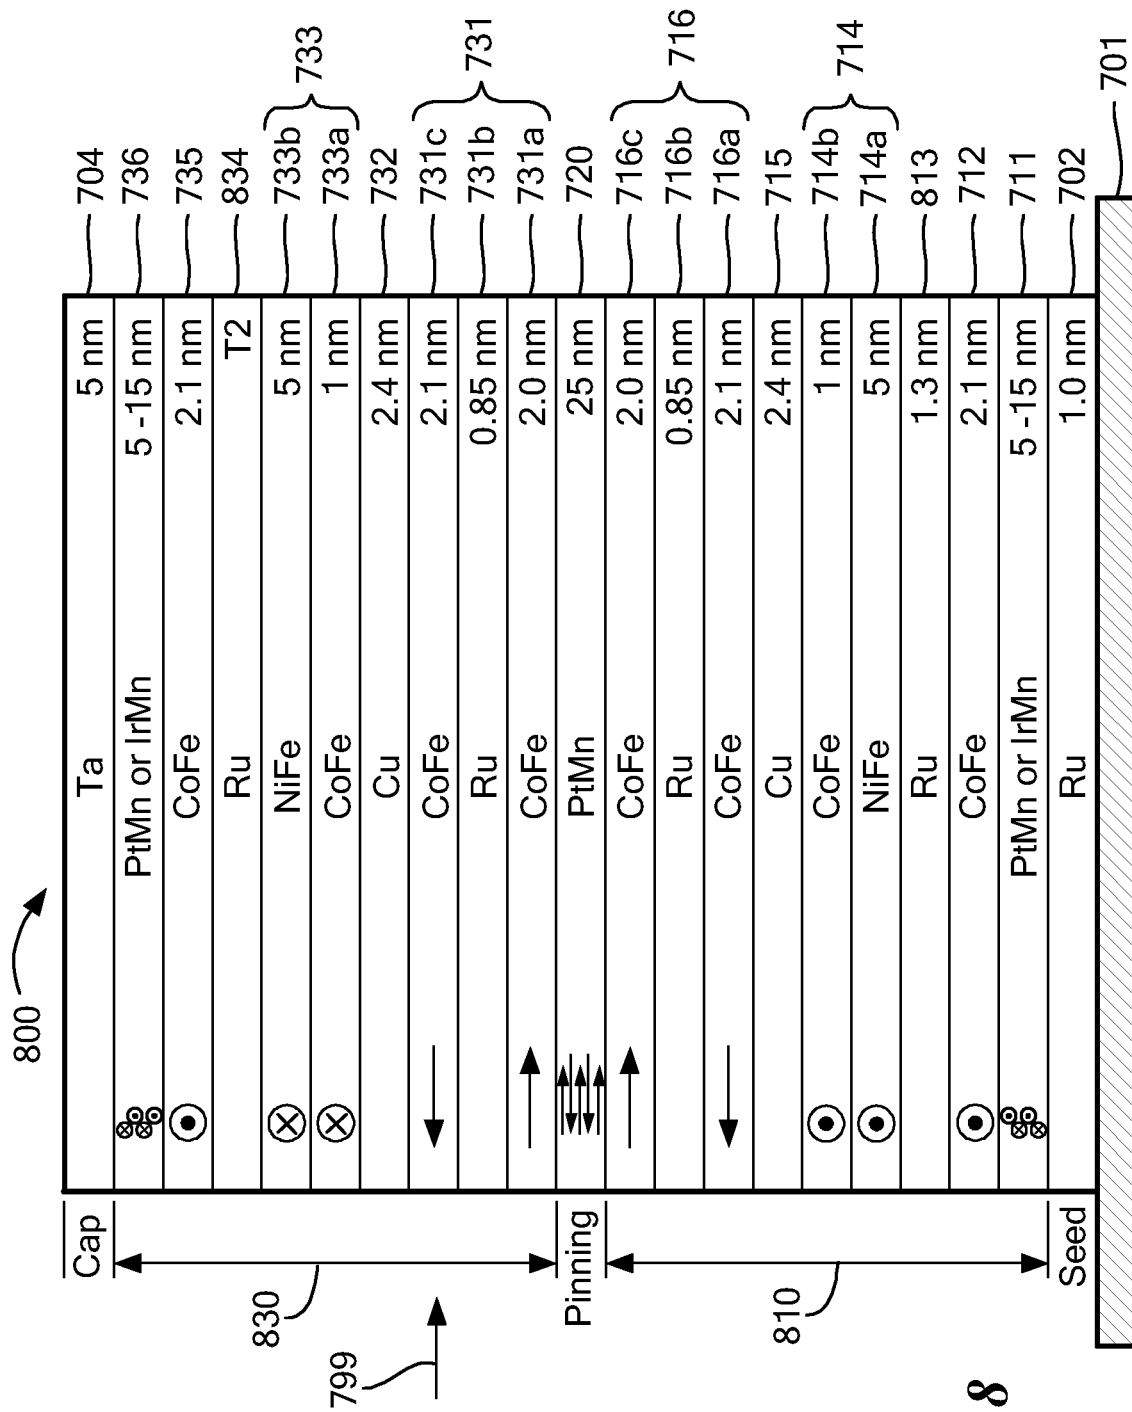 800
Cap
Ta
5 nm
704
PtMn or IrMn
5 -15 nm
736
CoFe
2.1 nm
735
Ru
T2
834
NiFe
5 nm
733b
CoFe
1 nm
733a
733
Cu
2.4 nm
732
CoFe
2.1 nm
731c
Ru
0.85 nm
731b
CoFe
2.0 nm
731a
731
830
799
Pinning
PtMn
25 nm
720
CoFe
2.0 nm
716c
Ru
0.85 nm
716b
CoFe
2.1 nm
716a
716
Cu
2.4 nm
715
CoFe
1 nm
714b
NiFe
5 nm
714a
714
Ru
1.3 nm
813
CoFe
2.1 nm
712
PtMn or IrMn
5 -15 nm
711
810
Seed
Ru
1.0 nm
702
701
8